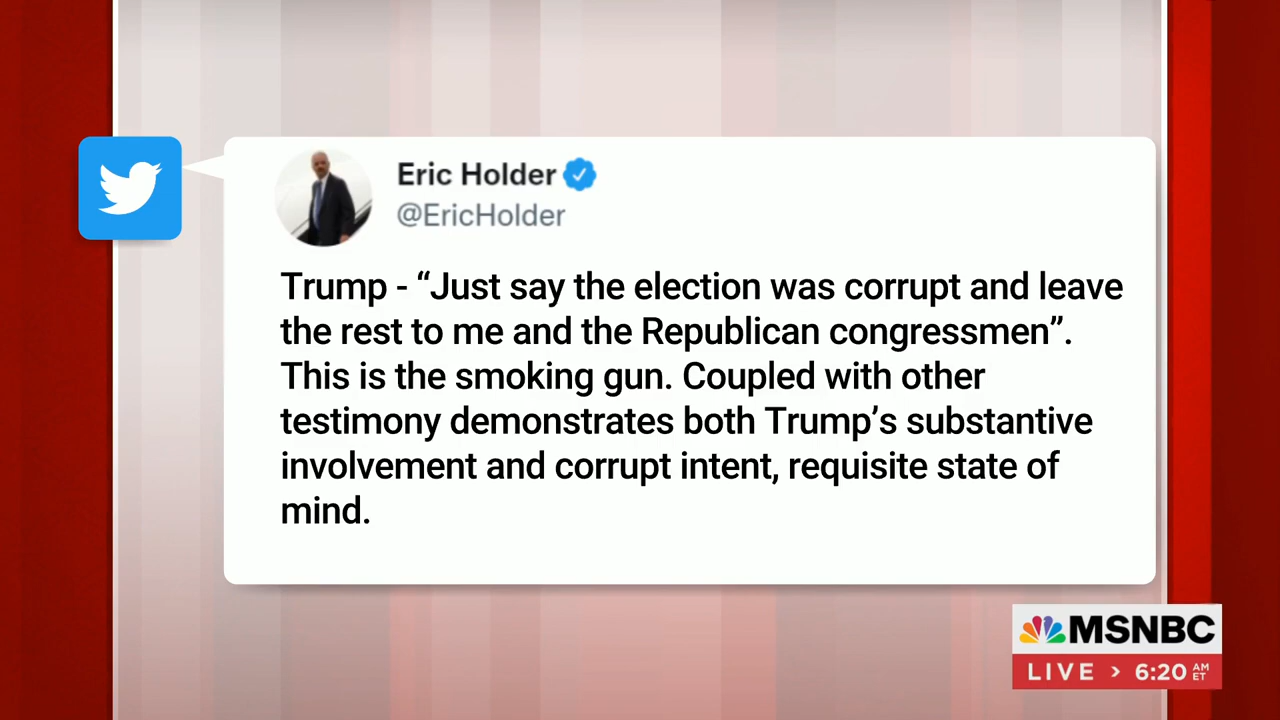 Eric Holder
@EricHolder
Trump - “Just say the election was corrupt and leave
the rest to me and the Republican congressmen”.
This is the smoking gun. Coupled with other
testimony demonstrates both Trump’s substantive
involvement and corrupt intent, requisite state of
mind.
MSNBC
LIVE > 6:20 AM ET